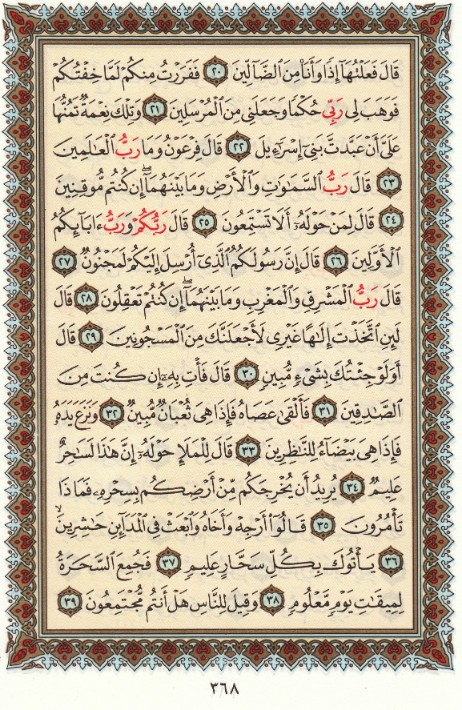 قَالَ فَعَلْتُهَآ إِذًا وَأَنَا۠ مِنَ ٱلضَّآلِّينَ ٢٠ فَفَرَرْتُ مِنكُمْ لَمَّا خِفْتُكُمْ
فَوَهَبَ لِى رَبِّى حُكْمًا وَجَعَلَنِى مِنَ ٱلْمُرْسَلِينَ ٢١ وَتِلْكَ نِعْمَةٌ تَمُنُّهَا
عَلَىَّ أَنْ عَبَّدتَّ بَنِىٓ إِسْرَٰٓءِيلَ ٢٢ قَالَ فِرْعَوْنُ وَمَا رَبُّ ٱلْعَٰلَمِينَ
٢٣ قَالَ رَبُّ ٱلسَّمَٰوَٰتِ وَٱلْأَرْضِ وَمَا بَيْنَهُمَآ ۖ إِن كُنتُم مُّوقِنِينَ
٢٤ قَالَ لِمَنْ حَوْلَهُۥٓ أَلَا تَسْتَمِعُونَ ٢٥ قَالَ رَبُّكُمْ وَرَبُّ ءَابَآئِكُمُ
ٱلْأَوَّلِينَ ٢٦ قَالَ إِنَّ رَسُولَكُمُ ٱلَّذِىٓ أُرْسِلَ إِلَيْكُمْ لَمَجْنُونٌ ٢٧
قَالَ رَبُّ ٱلْمَشْرِقِ وَٱلْمَغْرِبِ وَمَا بَيْنَهُمَآ ۖ إِن كُنتُمْ تَعْقِلُونَ ٢٨ قَالَ
لَئِنِ ٱتَّخَذْتَ إِلَٰهًا غَيْرِى لَأَجْعَلَنَّكَ مِنَ ٱلْمَسْجُونِينَ ٢٩ قَالَ
أَوَلَوْ جِئْتُكَ بِشَىْءٍ مُّبِينٍ ٣٠ قَالَ فَأْتِ بِهِۦٓ إِن كُنتَ مِنَ
ٱلصَّٰدِقِينَ ٣١ فَأَلْقَىٰ عَصَاهُ فَإِذَا هِىَ ثُعْبَانٌ مُّبِينٌ ٣٢ وَنَزَعَ يَدَهُۥ
فَإِذَا هِىَ بَيْضَآءُ لِلنَّٰظِرِينَ ٣٣ قَالَ لِلْمَلَإِ حَوْلَهُۥٓ إِنَّ هَٰذَا لَسَٰحِرٌ
عَلِيمٌ ٣٤ يُرِيدُ أَن يُخْرِجَكُم مِّنْ أَرْضِكُم بِسِحْرِهِۦ فَمَاذَا
تَأْمُرُونَ ٣٥ قَالُوٓا۟ أَرْجِهْ وَأَخَاهُ وَٱبْعَثْ فِى ٱلْمَدَآئِنِ حَٰشِرِينَ
٣٦ يَأْتُوكَ بِكُلِّ سَحَّارٍ عَلِيمٍ ٣٧ فَجُمِعَ ٱلسَّحَرَةُ
لِمِيقَٰتِ يَوْمٍ مَّعْلُومٍ ٣٨ وَقِيلَ لِلنَّاسِ هَلْ أَنتُم مُّجْتَمِعُونَ ٣٩
٣٦٨